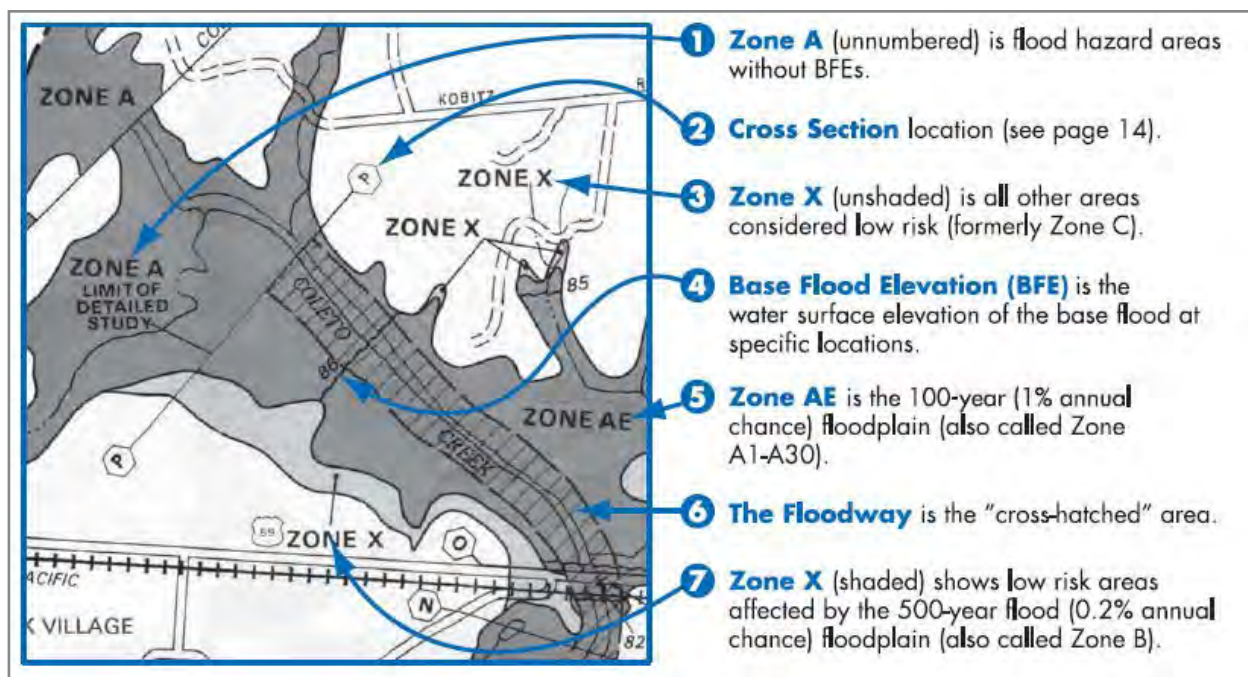 ZONE A
CO
KOBITZ
R
P
ZONE X
ZONE X
85
ZONE A
LIMIT OF
DETAILED
STUDY
COLETO
86
ZONE AE
CREEK
P
59
ZONE X
O
N
ACIFIC
K VILLAGE
82
1 Zone A (unnumbered) is flood hazard areas
without BFEs.
2 Cross Section location (see page 14).
3 Zone X (unshaded) is all other areas
considered low risk (formerly Zone C).
4 Base Flood Elevation (BFE) is the
water surface elevation of the base flood at
specific locations.
5 Zone AE is the 100-year (1% annual
chance) floodplain (also called Zone
A1-A30).
6 The Floodway is the "cross-hatched" area.
7 Zone X (shaded) shows low risk areas
affected by the 500-year flood (0.2% annual
chance) floodplain (also called Zone B).